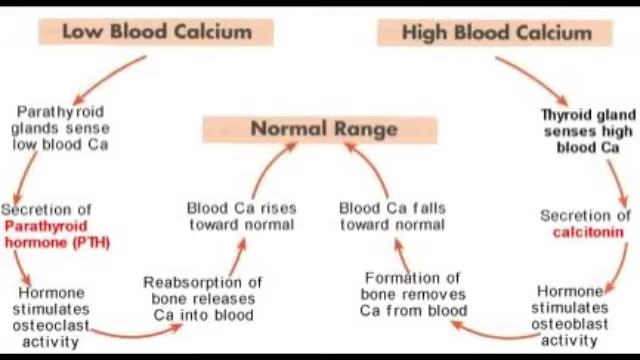 Low Blood Calcium
High Blood Calcium
Parathyroid
glands sense
low blood Ca
Normal Range
Thyroid gland
senses high
blood Ca
Secretion of
Parathyroid
hormone (PTH)
Blood Ca rises
toward normal
Blood Ca falls
toward normal
Secretion of
calcitonin
Hormone
stimulates
osteoclast
activity
Reabsorption of
bone releases
Ca into blood
Formation of
bone removes
Ca from blood
Hormone
stimulates
osteoblast
activity